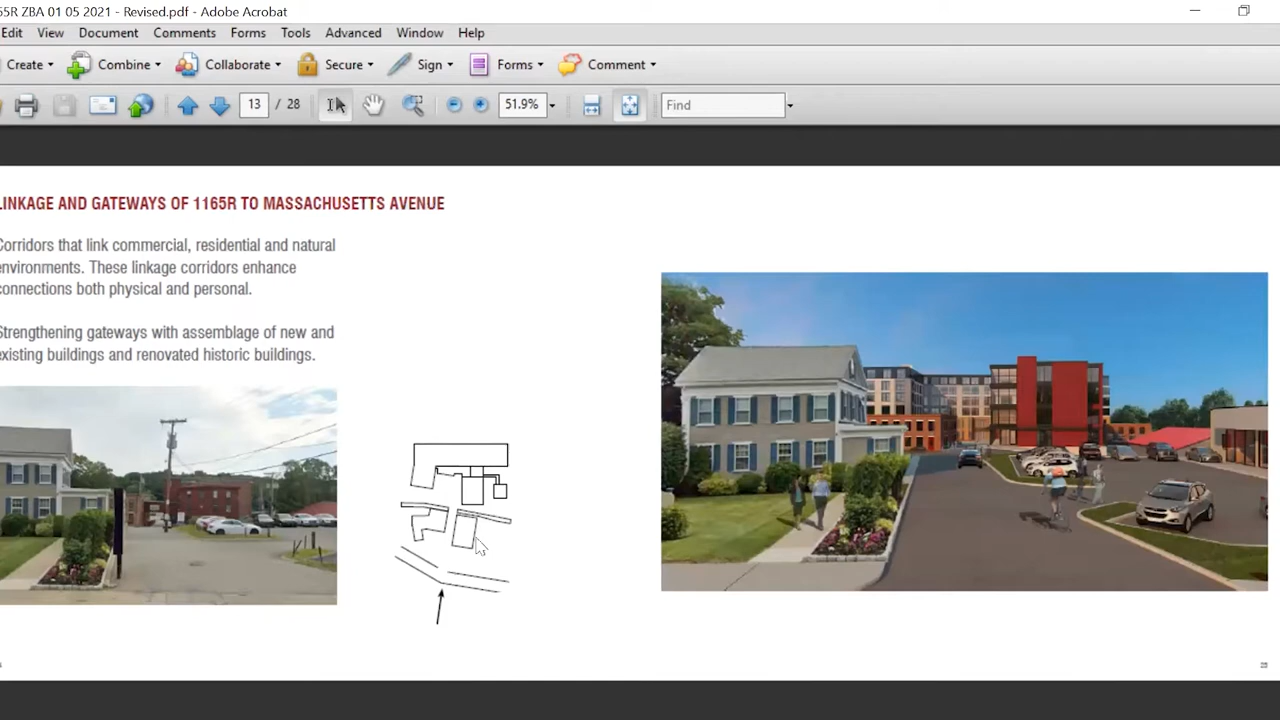 55R ZBA 01 05 2021 - Revised.pdf - Adobe Acrobat
Edit View Document Comments Forms Tools Advanced Window Help
Create Combine Collaborate Secure Sign Forms Comment
13 / 28 51.9% Find
LINKAGE AND GATEWAYS OF 1165R TO MASSACHUSETTS AVENUE
Corridors that link commercial, residential and natural
environments. These linkage corridors enhance
connections both physical and personal.
Strengthening gateways with assemblage of new and
existing buildings and renovated historic buildings.